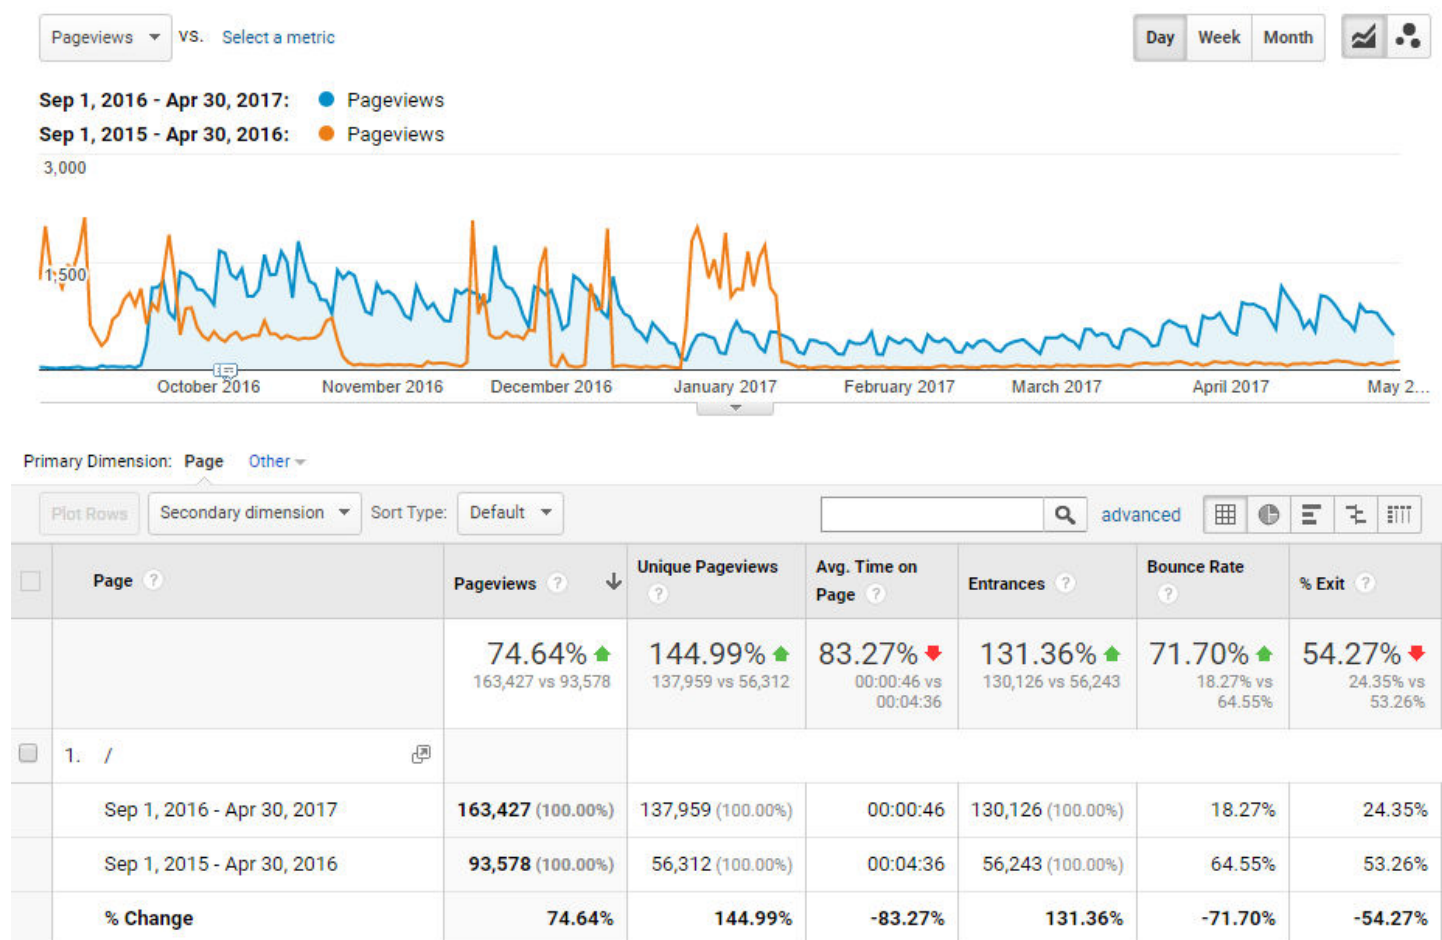 Pageviews VS. Select a metric Day Week Month
Sep 1, 2016 - Apr 30, 2017: Pageviews
Sep 1, 2015 - Apr 30, 2016: Pageviews
3,000
1,500
October 2016 November 2016 December 2016 January 2017 February 2017 March 2017 April 2017 May 2...
Primary Dimension: Page Other
Plot Rows Secondary dimension Sort Type: Default advanced
Page ? Pageviews ? Unique Pageviews ? Avg. Time on Page ? Entrances ? Bounce Rate ? % Exit ?
74.64% 144.99% 83.27% 131.36% 71.70% 54.27%
163,427 vs 93,578 137,959 vs 56,312 00:00:46 vs 00:04:36 130,126 vs 56,243 18.27% vs 64.55% 24.35% vs 53.26%
1. /
Sep 1, 2016 - Apr 30, 2017 163,427 (100.00%) 137,959 (100.00%) 00:00:46 130,126 (100.00%) 18.27% 24.35%
Sep 1, 2015 - Apr 30, 2016 93,578 (100.00%) 56,312 (100.00%) 00:04:36 56,243 (100.00%) 64.55% 53.26%
% Change 74.64% 144.99% -83.27% 131.36% -71.70% -54.27%